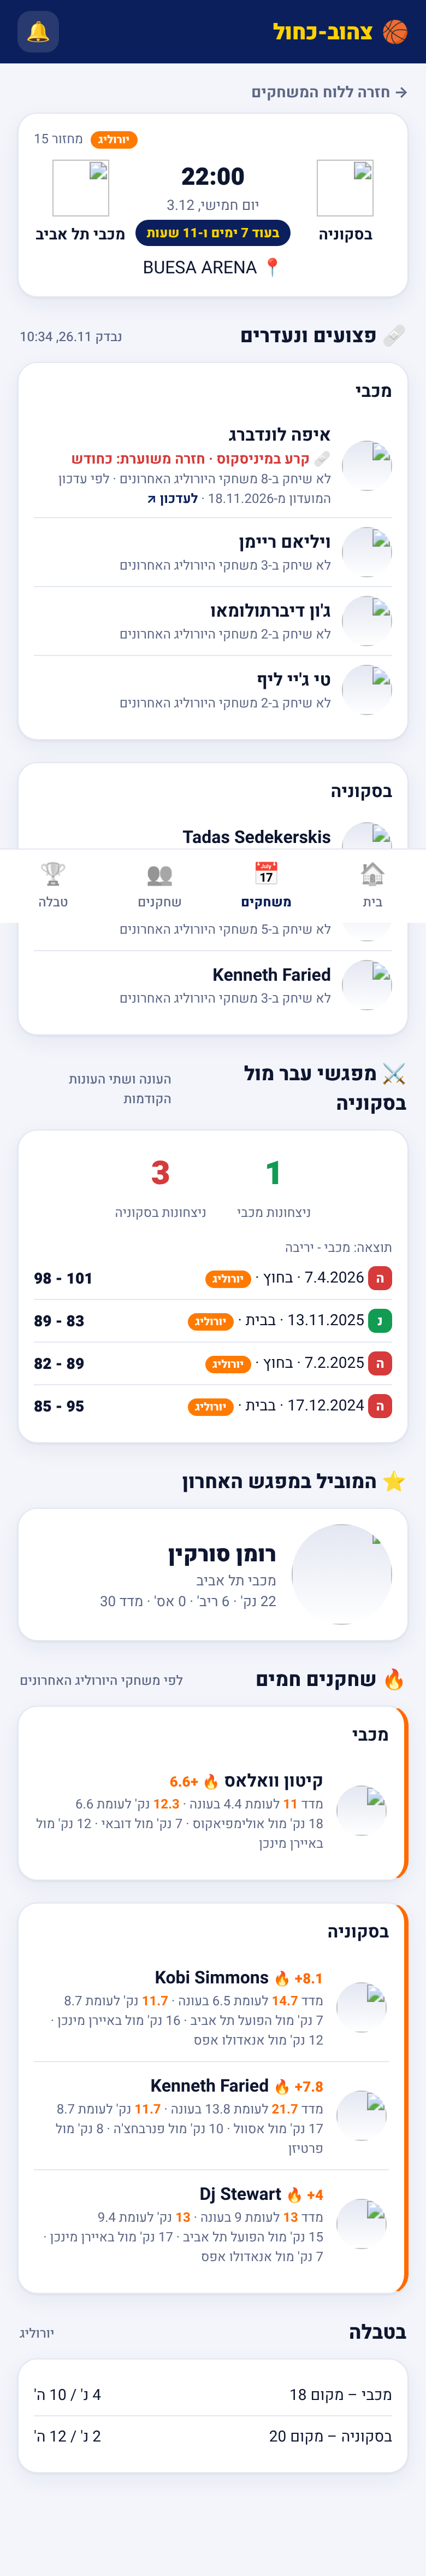 🏀 צהוב-כחול
🔔
→ חזרה ללוח המשחקים
יורוליג מחזור 15
22:00
יום חמישי, 3.12
בעוד 7 ימים ו-11 שעות
בסקוניה
מכבי תל אביב
📍 BUESA ARENA
🩹 פצועים ונעדרים
נבדק 26.11, 10:34
מכבי
איפה לונדברג
🩹 קרע במיניסקוס · חזרה משוערת: כחודש
לא שיחק ב-8 משחקי היורוליג האחרונים · לפי עדכון
המועדון מ-18.11.2026 · לעדכון ↗
ויליאם ריימן
לא שיחק ב-3 משחקי היורוליג האחרונים
ג'ון דיברתולומאו
לא שיחק ב-2 משחקי היורוליג האחרונים
טי ג'יי ליף
לא שיחק ב-2 משחקי היורוליג האחרונים
בסקוניה
Tadas Sedekerskis
בית
משחקים
שחקנים
טבלה
לא שיחק ב-5 משחקי היורוליג האחרונים
Kenneth Faried
לא שיחק ב-3 משחקי היורוליג האחרונים
⚔️ מפגשי עבר מול
בסקוניה
העונה ושתי העונות
הקודמות
1
ניצחונות מכבי
3
ניצחונות בסקוניה
תוצאה: מכבי - יריבה
ה 7.4.2026 · בחוץ · יורוליג 98 - 101
נ 13.11.2025 · בבית · יורוליג 89 - 83
ה 7.2.2025 · בחוץ · יורוליג 82 - 89
ה 17.12.2024 · בבית · יורוליג 85 - 95
⭐ המוביל במפגש האחרון
רומן סורקין
מכבי תל אביב
22 נק' · 6 ריב' · 0 אס' · מדד 30
🔥 שחקנים חמים
לפי משחקי היורוליג האחרונים
מכבי
קיטון וואלאס 🔥 +6.6
מדד 11 לעומת 4.4 בעונה · 12.3 נק' לעומת 6.6
18 נק' מול אולימפיאקוס · 7 נק' מול דובאי · 12 נק' מול
באיירן מינכן
בסקוניה
Kobi Simmons 🔥 +8.1
מדד 14.7 לעומת 6.5 בעונה · 11.7 נק' לעומת 8.7
7 נק' מול הפועל תל אביב · 16 נק' מול באיירן מינכן ·
12 נק' מול אנאדולו אפס
Kenneth Faried 🔥 +7.8
מדד 21.7 לעומת 13.8 בעונה · 11.7 נק' לעומת 8.7
17 נק' מול אסוול · 10 נק' מול פנרבחצ'ה · 8 נק' מול
פרטיזן
Dj Stewart 🔥 +4
מדד 13 לעומת 9 בעונה · 13 נק' לעומת 9.4
15 נק' מול הפועל תל אביב · 17 נק' מול באיירן מינכן ·
7 נק' מול אנאדולו אפס
בטבלה
יורוליג
מכבי – מקום 18
4 נ' / 10 ה'
בסקוניה – מקום 20
2 נ' / 12 ה'